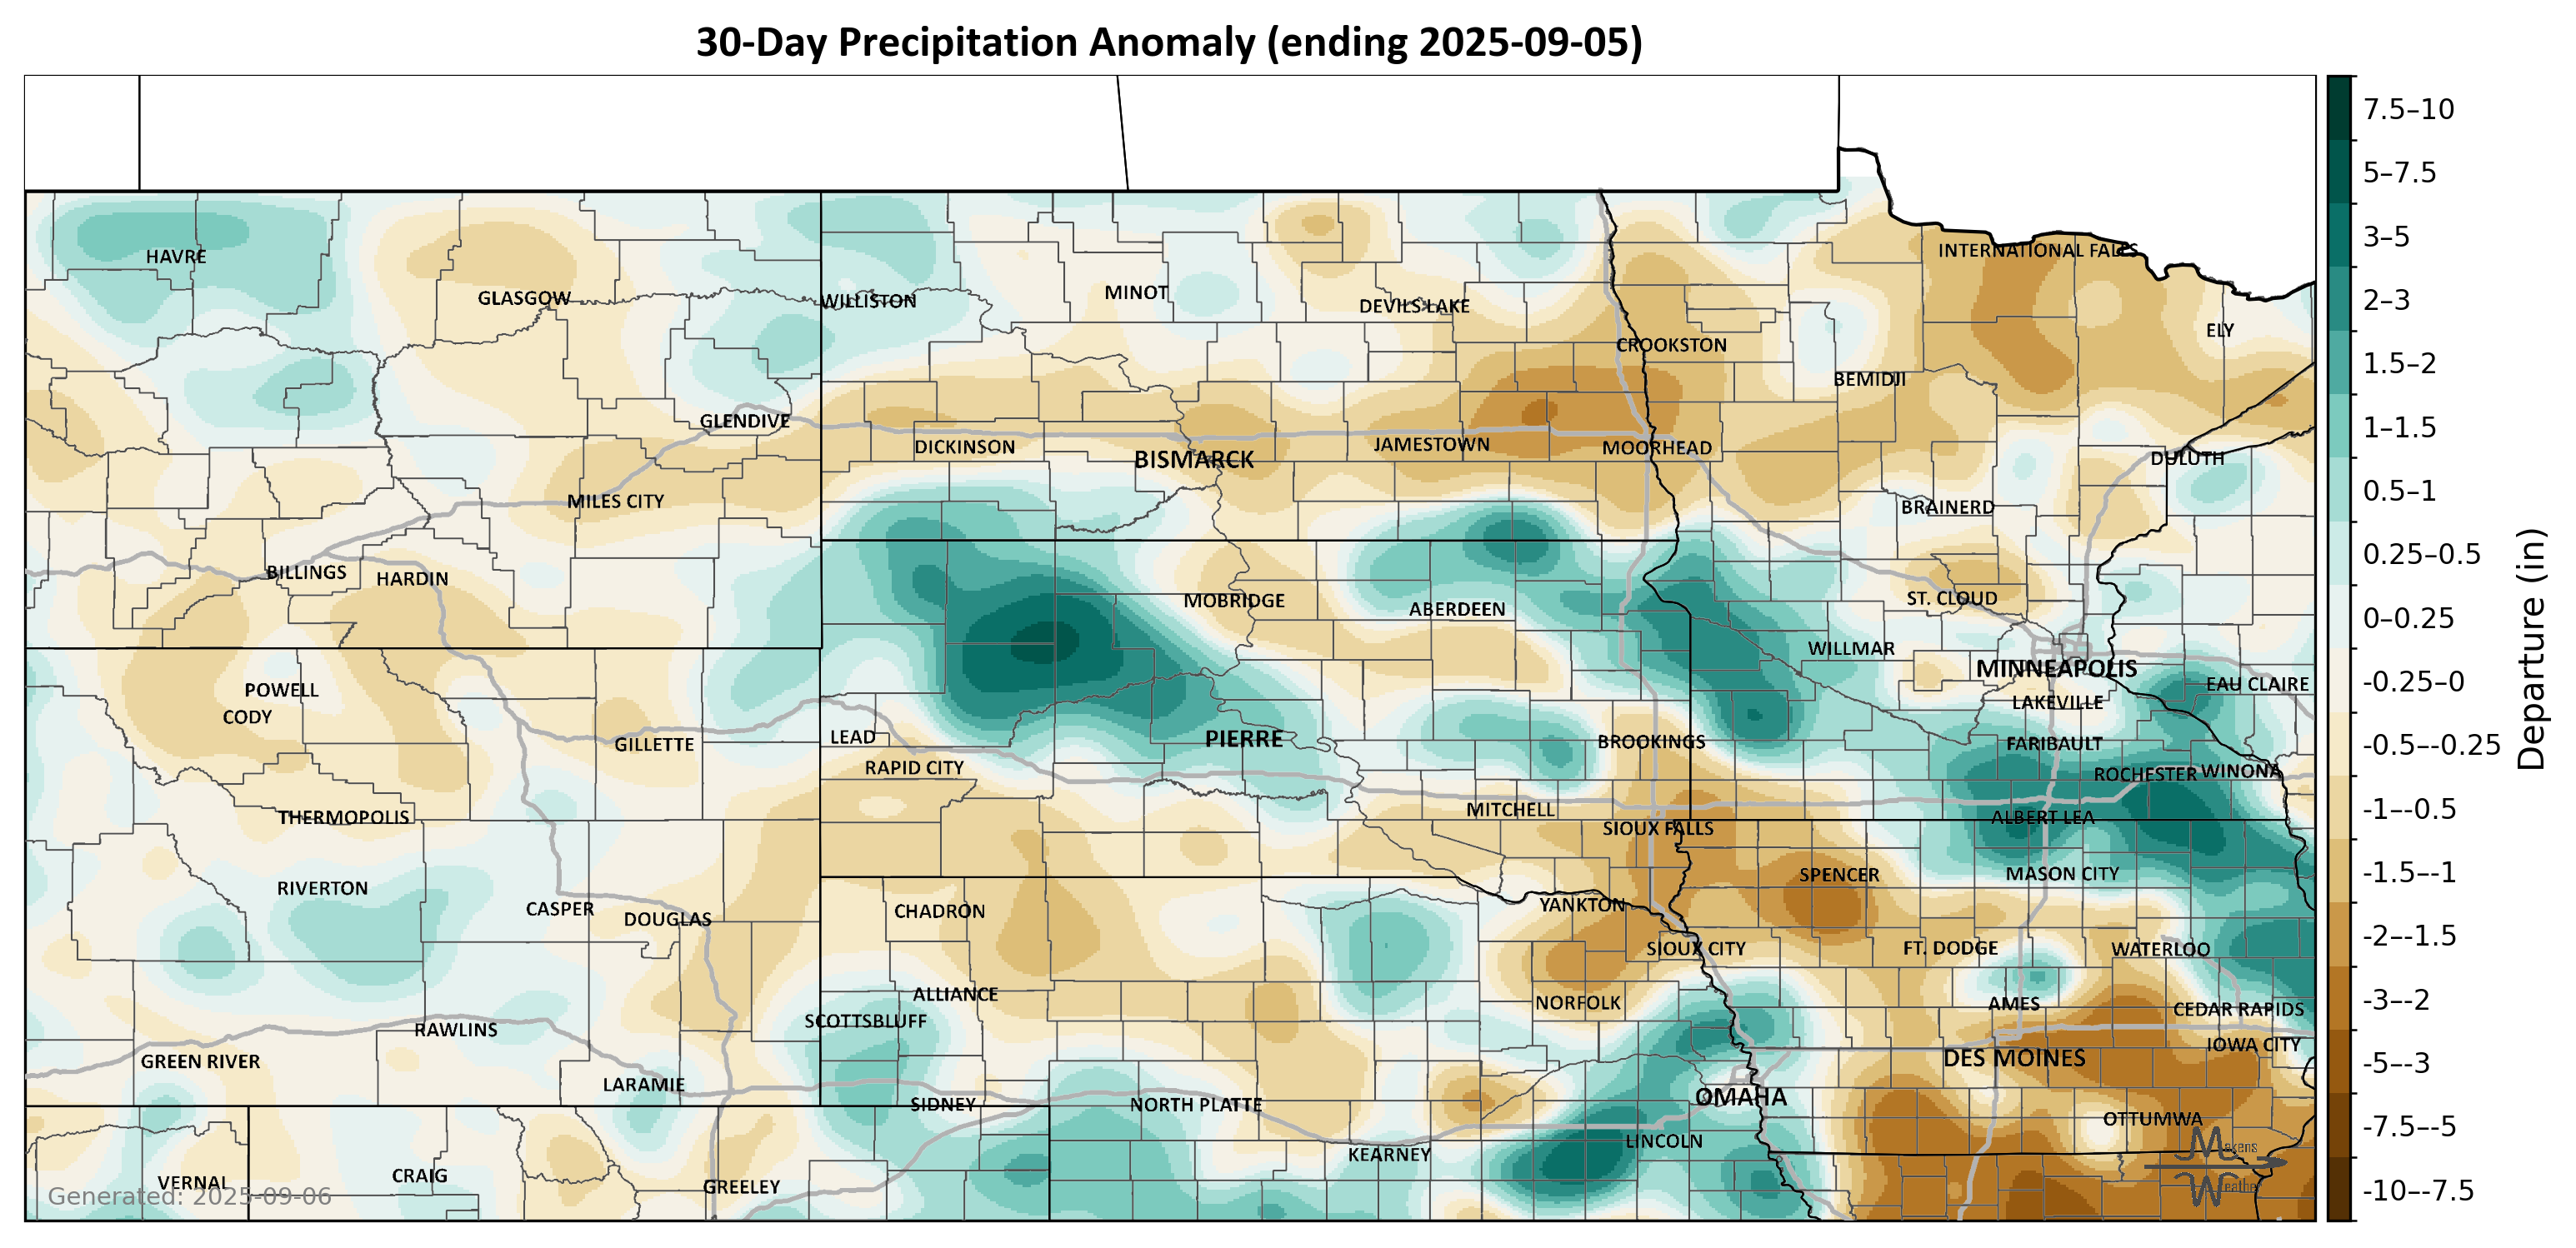 30-Day Precipitation Anomaly (ending 2025-09-05)
7.5–10
5–7.5
3–5
2–3
1.5–2
1–1.5
0.5–1
0.25–0.5
0–0.25
-0.25–0
-0.5–-0.25
-1–-0.5
-1.5–-1
-2–-1.5
-3–-2
-5–-3
-7.5–-5
-10–-7.5
Departure (in)
INTERNATIONAL FALLS
HAVRE
MINOT
GLASGOW
WILLISTON
DEVILS LAKE
ELY
CROOKSTON
BEMIDJI
GLENDIVE
DICKINSON
JAMESTOWN
MOORHEAD
BISMARCK
DULUTH
MILES CITY
BRAINERD
BILLINGS
HARDIN
MOBRIDGE
ABERDEEN
ST. CLOUD
WILLMAR
MINNEAPOLIS
POWELL
EAU CLAIRE
LAKEVILLE
CODY
LEAD
PIERRE
GILLETTE
BROOKINGS
FARIBAULT
RAPID CITY
ROCHESTER
WINONA
THERMOPOLIS
MITCHELL
ALBERT LEA
SIOUX FALLS
RIVERTON
SPENCER
MASON CITY
CASPER
DOUGLAS
CHADRON
YANKTON
SIOUX CITY
FT. DODGE
WATERLOO
ALLIANCE
NORFOLK
AMES
CEDAR RAPIDS
SCOTTSBLUFF
RAWLINS
IOWA CITY
GREEN RIVER
DES MOINES
LARAMIE
SIDNEY
NORTH PLATTE
OMAHA
OTTUMWA
LINCOLN
KEARNEY
VERNAL
CRAIG
GREELEY
Generated: 2025-09-06
Makens
Weather